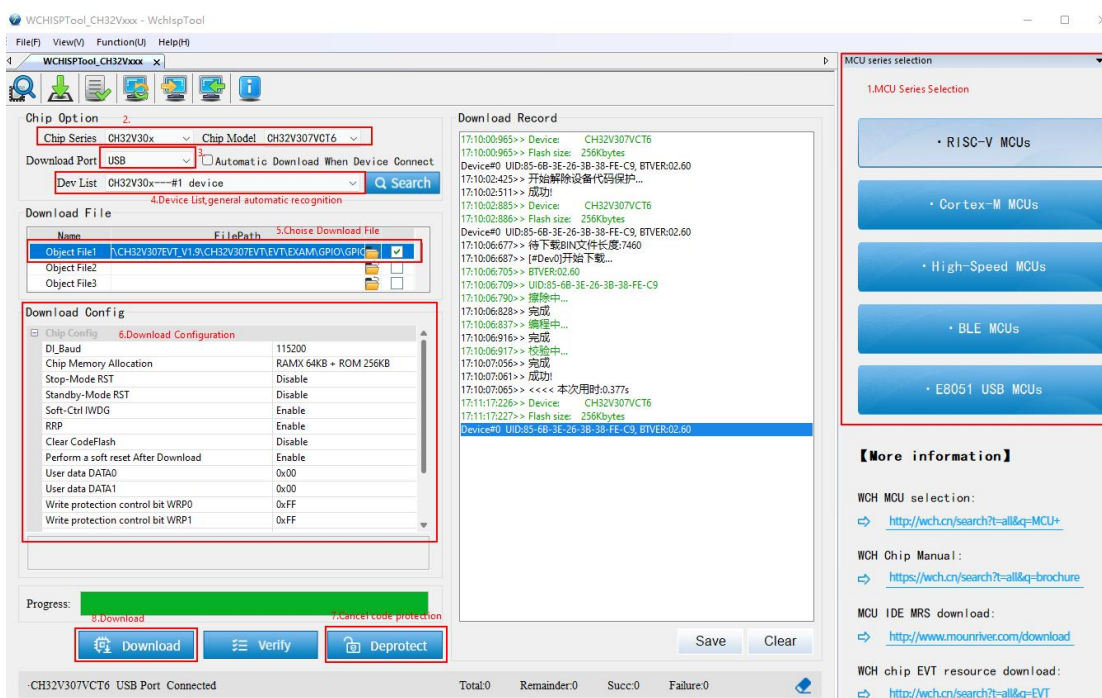 WCHISPTool_CH32Vxxx - WchIspTool
File(F) View(V) Function(U) Help(H)
WCHISPTool_CH32Vxxx x
Chip Option 2.
Chip Series CH32V30x Chip Model CH32V307VCT6
Download Port USB 3. Automatic Download When Device Connect
Dev List CH32V30x---#1 device Search
4.Device List,general automatic recognition
Download File
Name FilePath 5.Choise Download File
Object File1 \CH32V307EVT_V1.9\CH32V307EVT\EVT\EXAM\GPIO\GPIO
Object File2
Object File3
Download Config
Chip Config 6.Download Configuration
DI_Baud 115200
Chip Memory Allocation RAMX 64KB + ROM 256KB
Stop-Mode RST Disable
Standby-Mode RST Disable
Soft-Ctrl IWDG Enable
RRP Enable
Clear CodeFlash Disable
Perform a soft reset After Download Enable
User data DATA0 0x00
User data DATA1 0x00
Write protection control bit WRP0 0xFF
Write protection control bit WRP1 0xFF
Progress:
8.Download 7.Cancel code protection
Download Verify Deprotect
·CH32V307VCT6 USB Port Connected
Download Record
17:10:00:965>> Device: CH32V307VCT6
17:10:00:965>> Flash size: 256Kbytes
Device#0 UID:85-6B-3E-26-3B-38-FE-C9, BTVER:02.60
17:10:02:425>> 开始解除设备代码保护...
17:10:02:511>> 成功!
17:10:02:885>> Device: CH32V307VCT6
17:10:02:886>> Flash size: 256Kbytes
Device#0 UID:85-6B-3E-26-3B-38-FE-C9, BTVER:02.60
17:10:06:677>> 待下载BIN文件长度:7460
17:10:06:687>> [#Dev0]开始下载...
17:10:06:705>> BTVER:02.60
17:10:06:709>> UID:85-6B-3E-26-3B-38-FE-C9
17:10:06:790>> 擦除中...
17:10:06:828>> 完成
17:10:06:837>> 编程中...
17:10:06:916>> 完成
17:10:06:917>> 校验中...
17:10:07:056>> 完成
17:10:07:061>> 成功!
17:10:07:065>> <<<< 本次用时:0.377s
17:11:17:226>> Device: CH32V307VCT6
17:11:17:227>> Flash size: 256Kbytes
Device#0 UID:85-6B-3E-26-3B-38-FE-C9, BTVER:02.60
Save Clear
Total:0 Remainder:0 Succ:0 Failure:0
MCU series selection
1.MCU Series Selection
· RISC-V MCUs
· Cortex-M MCUs
· High-Speed MCUs
· BLE MCUs
· E8051 USB MCUs
【More information】
WCH MCU selection:
http://wch.cn/search?t=all&q=MCU+
WCH Chip Manual:
https://wch.cn/search?t=all&q=brochure
MCU IDE MRS download:
http://www.mounriver.com/download
WCH chip EVT resource download:
http://wch.cn/search?t=all&q=EVT